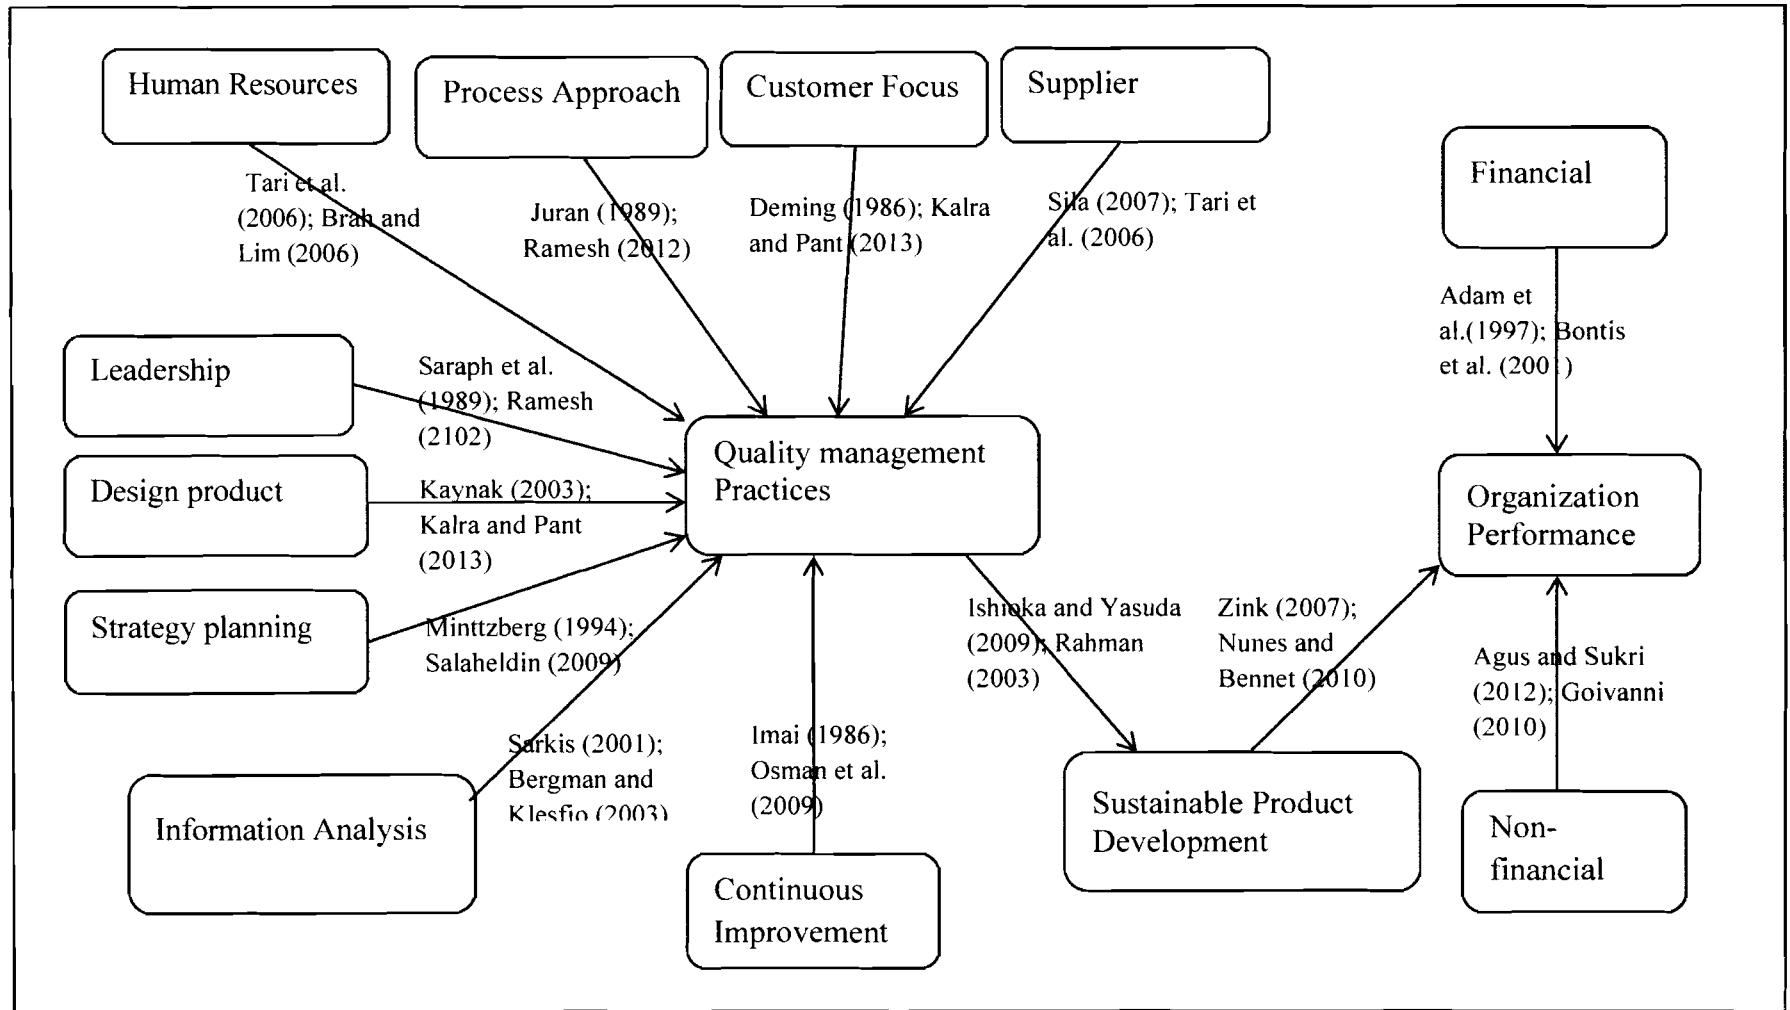 Human Resources
Process Approach
Customer Focus
Supplier
Financial
Tari et al.
(2006); Brah and
Lim (2006)
Juran (1989);
Ramesh (2012)
Deming (1986; Kalra
and Pant (2013)
Sila (2007); Tari et
al. (2006)
Adam et
al.(1997); Bontis
et al. (2001)
Leadership
Saraph et al.
(1989); Ramesh
(2102)
Quality management
Practices
Design product
Kaynak (2003);
Kalra and Pant
(2013)
Organization
Performance
Strategy planning
Minttzberg (1994);
Salaheldin (2009)
Ishioka and Yasuda
(2009); Rahman
(2003)
Zink (2007);
Nunes and
Bennet (2010)
Agus and Sukri
(2012); Goivanni
(2010)
Sarkis (2001);
Bergman and
Klesfio (2003)
Imai (1986);
Osman et al.
(2009)
Information Analysis
Continuous
Improvement
Sustainable Product
Development
Non-
financial